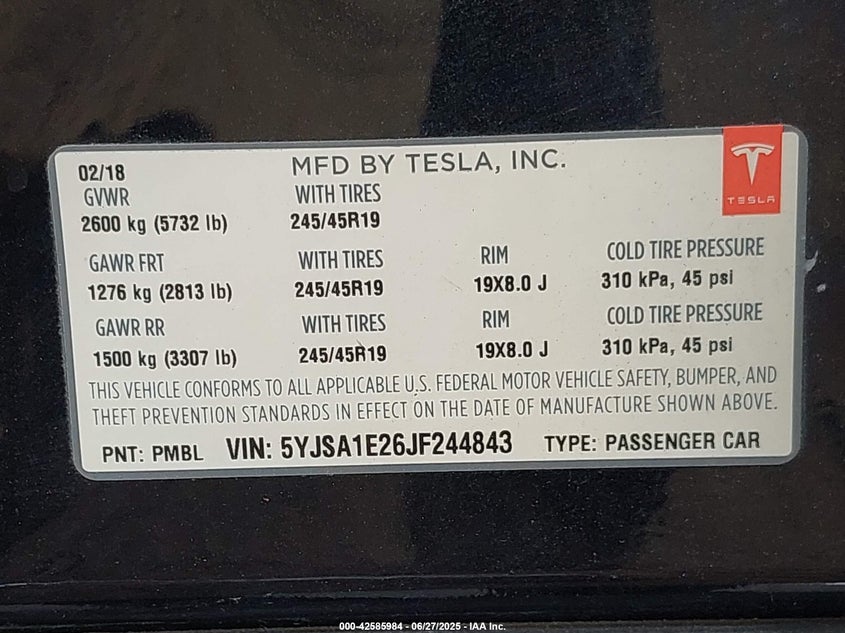 02/18 MFD BY TESLA, INC.
TESLA
GVWR WITH TIRES
2600 kg (5732 lb) 245/45R19
GAWR FRT WITH TIRES RIM COLD TIRE PRESSURE
1276 kg (2813 lb) 245/45R19 19X8.0 J 310 kPa, 45 psi
GAWR RR WITH TIRES RIM COLD TIRE PRESSURE
1500 kg (3307 lb) 245/45R19 19X8.0 J 310 kPa, 45 psi
THIS VEHICLE CONFORMS TO ALL APPLICABLE U.S. FEDERAL MOTOR VEHICLE SAFETY, BUMPER, AND
THEFT PREVENTION STANDARDS IN EFFECT ON THE DATE OF MANUFACTURE SHOWN ABOVE.
PNT: PMBL VIN: 5YJSA1E26JF244843 TYPE: PASSENGER CAR
000-42585984 - 06/27/2025 - IAA Inc.